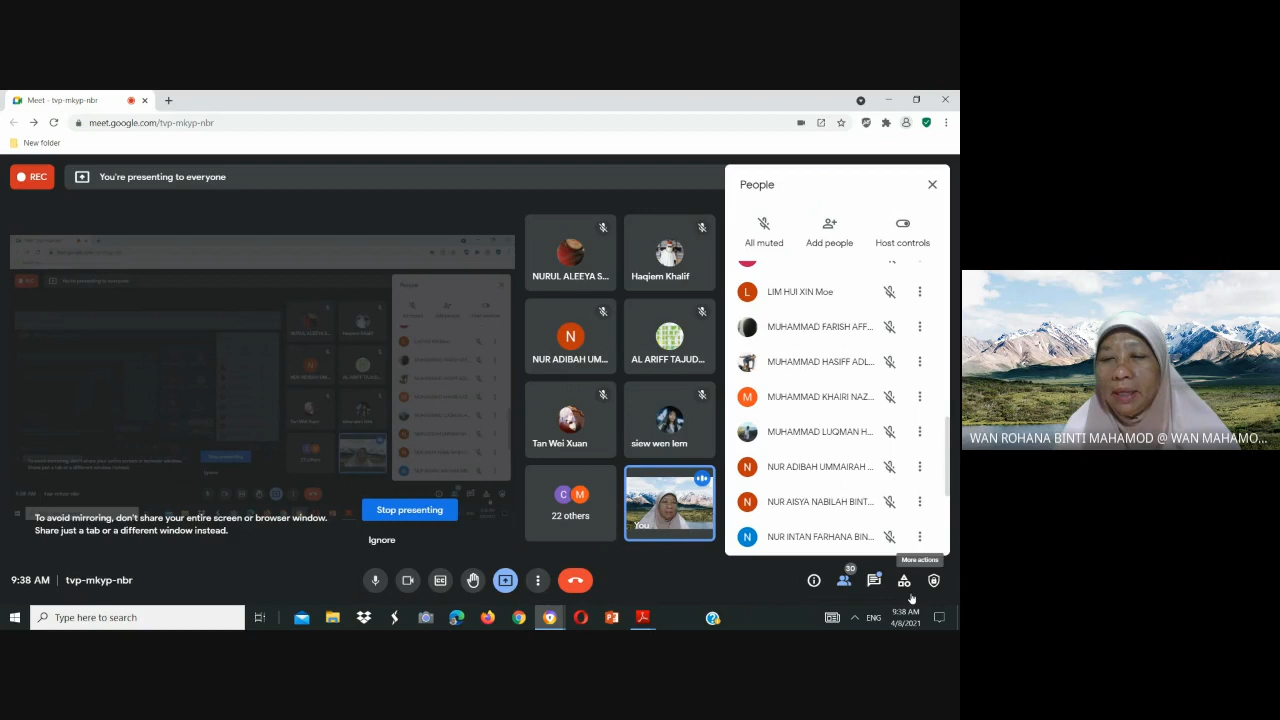 Meet - tvp-mkyp-nbr
meet.google.com/tvp-mkyp-nbr
New folder
REC
You're presenting to everyone
People
All muted
Add people
Host controls
LIM HUI XIN Moe
MUHAMMAD FARISH AFF...
MUHAMMAD HASIFF ADL...
MUHAMMAD KHAIRI NAZ...
MUHAMMAD LUQMAN H...
NUR ADIBAH UMMAIRAH ...
NUR AISYA NABILAH BINT...
NUR INTAN FARHANA BIN...
NURUL ALEEYA S...
Haqiem Khalif
N
NUR ADIBAH UM...
AL ARIFF TAJUD...
Tan Wei Xuan
siew wen lem
C M
22 others
You
To avoid mirroring, don't share your entire screen or browser window.
Share just a tab or a different window instead.
Stop presenting
Ignore
More actions
9:38 AM | tvp-mkyp-nbr
30
Type here to search
ENG
9:38 AM
4/8/2021
WAN ROHANA BINTI MAHAMOD @ WAN MAHAMO...